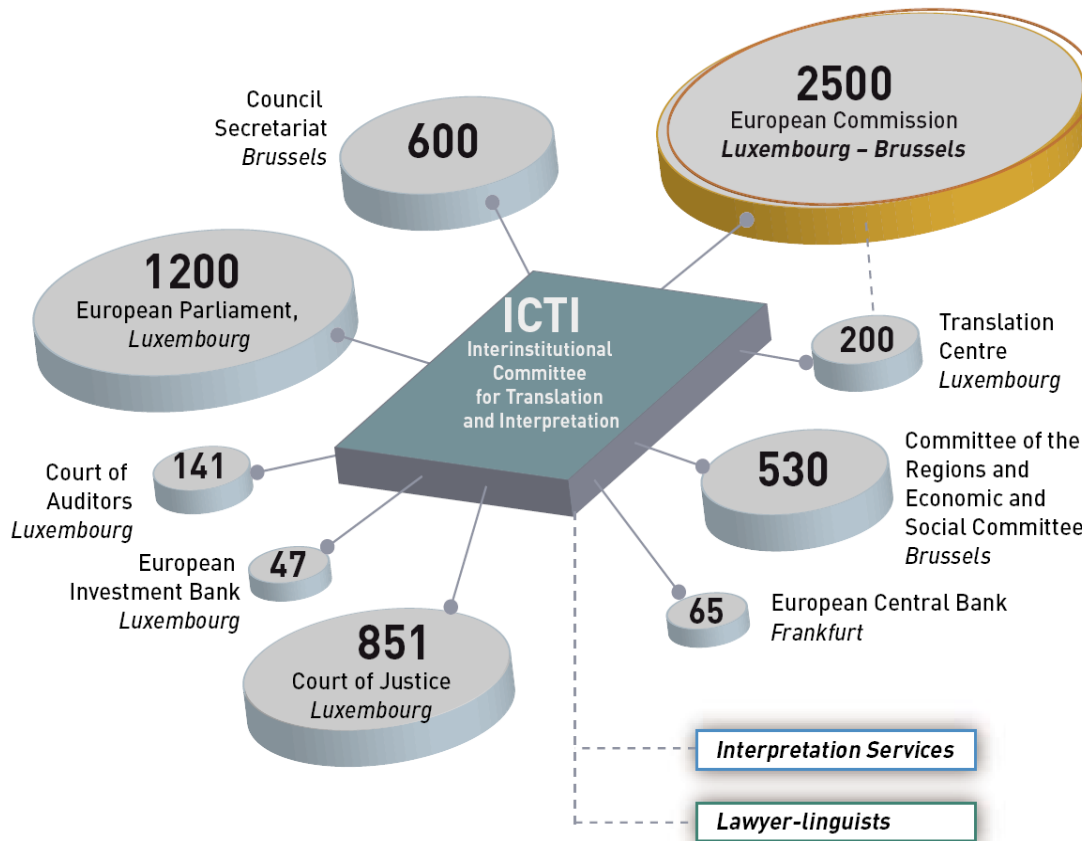 2500
European Commission
Luxembourg – Brussels
Council
Secretariat
Brussels
600
1200
European Parliament,
Luxembourg
ICTI
Interinstitutional
Committee
for Translation
and Interpretation
200
Translation
Centre
Luxembourg
141
Court of
Auditors
Luxembourg
530
Committee of the
Regions and
Economic and
Social Committee
Brussels
47
European
Investment Bank
Luxembourg
65
European Central Bank
Frankfurt
851
Court of Justice
Luxembourg
Interpretation Services
Lawyer-linguists